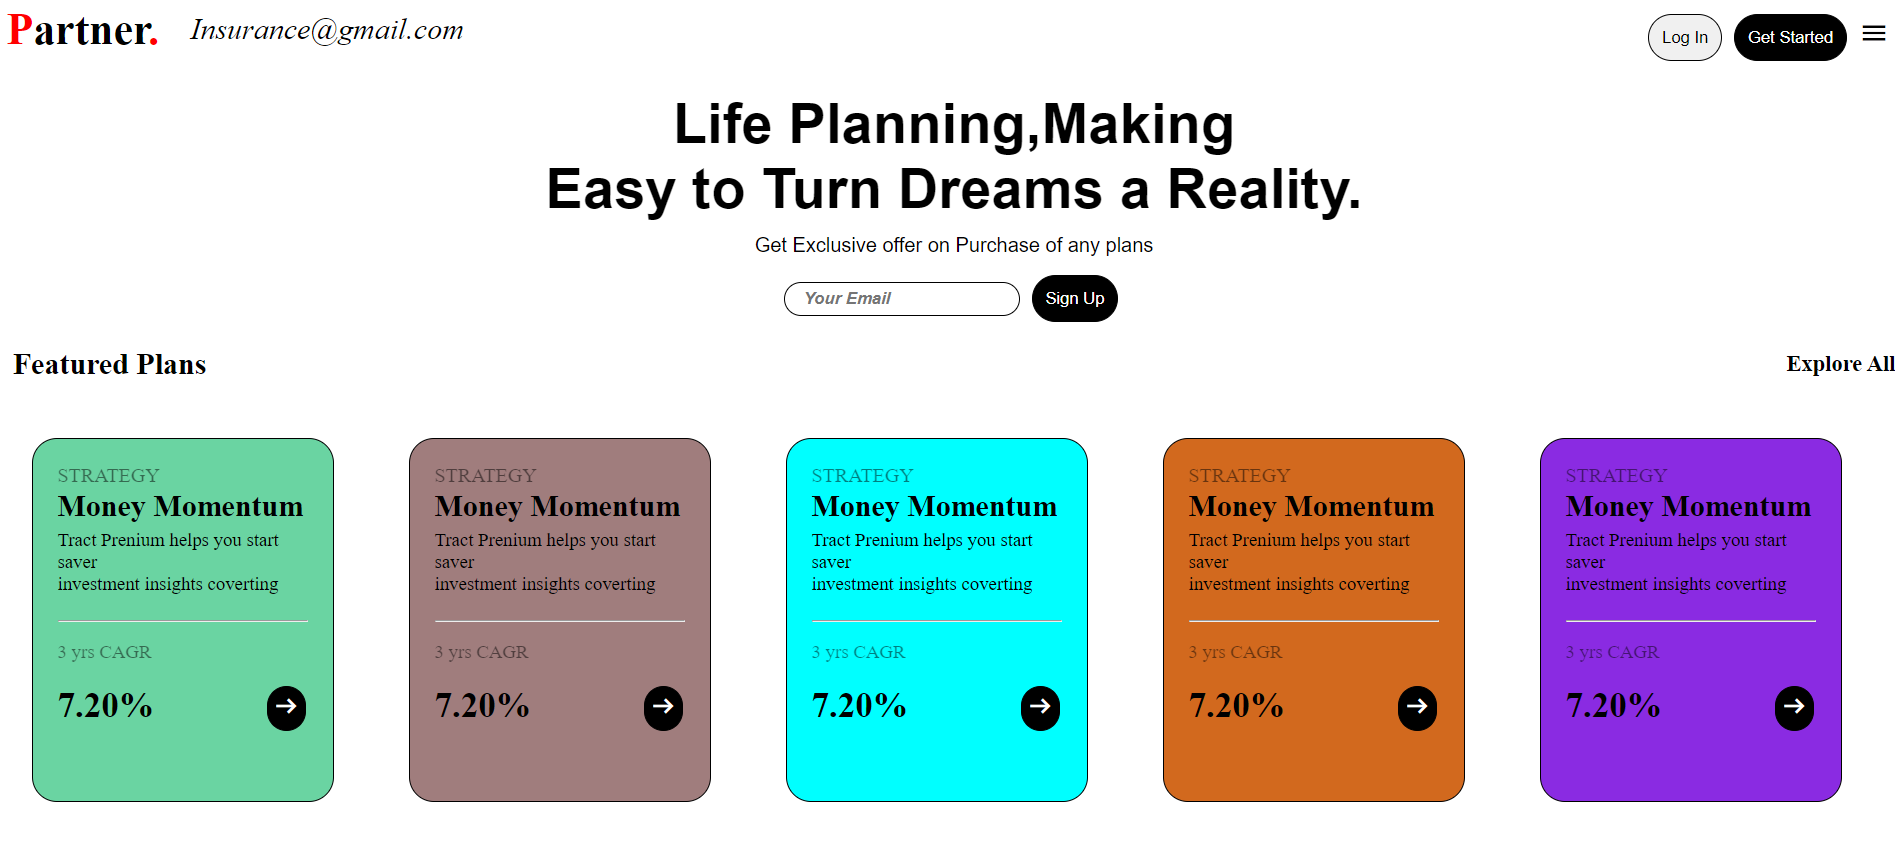 Partner.
Insurance@gmail.com
Log In
Get Started
Life Planning,Making
Easy to Turn Dreams a Reality.
Get Exclusive offer on Purchase of any plans
Your Email
Sign Up
Featured Plans
Explore All
STRATEGY
Money Momentum
Tract Prenium helps you start
saver
investment insights coverting
3 yrs CAGR
7.20%
STRATEGY
Money Momentum
Tract Prenium helps you start
saver
investment insights coverting
3 yrs CAGR
7.20%
STRATEGY
Money Momentum
Tract Prenium helps you start
saver
investment insights coverting
3 yrs CAGR
7.20%
STRATEGY
Money Momentum
Tract Prenium helps you start
saver
investment insights coverting
3 yrs CAGR
7.20%
STRATEGY
Money Momentum
Tract Prenium helps you start
saver
investment insights coverting
3 yrs CAGR
7.20%